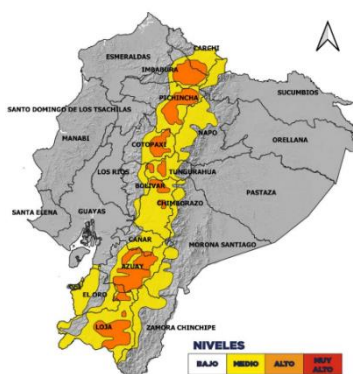 CARCHI
ESMERALDAS
IMBABURA
PICHINCHA
SUCUMBIOS
SANTO DOMINGO DE LOS TSACHILAS
NAPO
ORELLANA
MANABI
COTOPAXI
LOS RIOS
TUNGURAHUA
BOLIVAR
PASTAZA
CHIMBORAZO
SANTA ELENA
GUAYAS
CAÑAR
MORONA SANTIAGO
AZUAY
EL ORO
LOJA
ZAMORA CHINCHIPE
NIVELES
BAJO MEDIO ALTO MUY ALTO